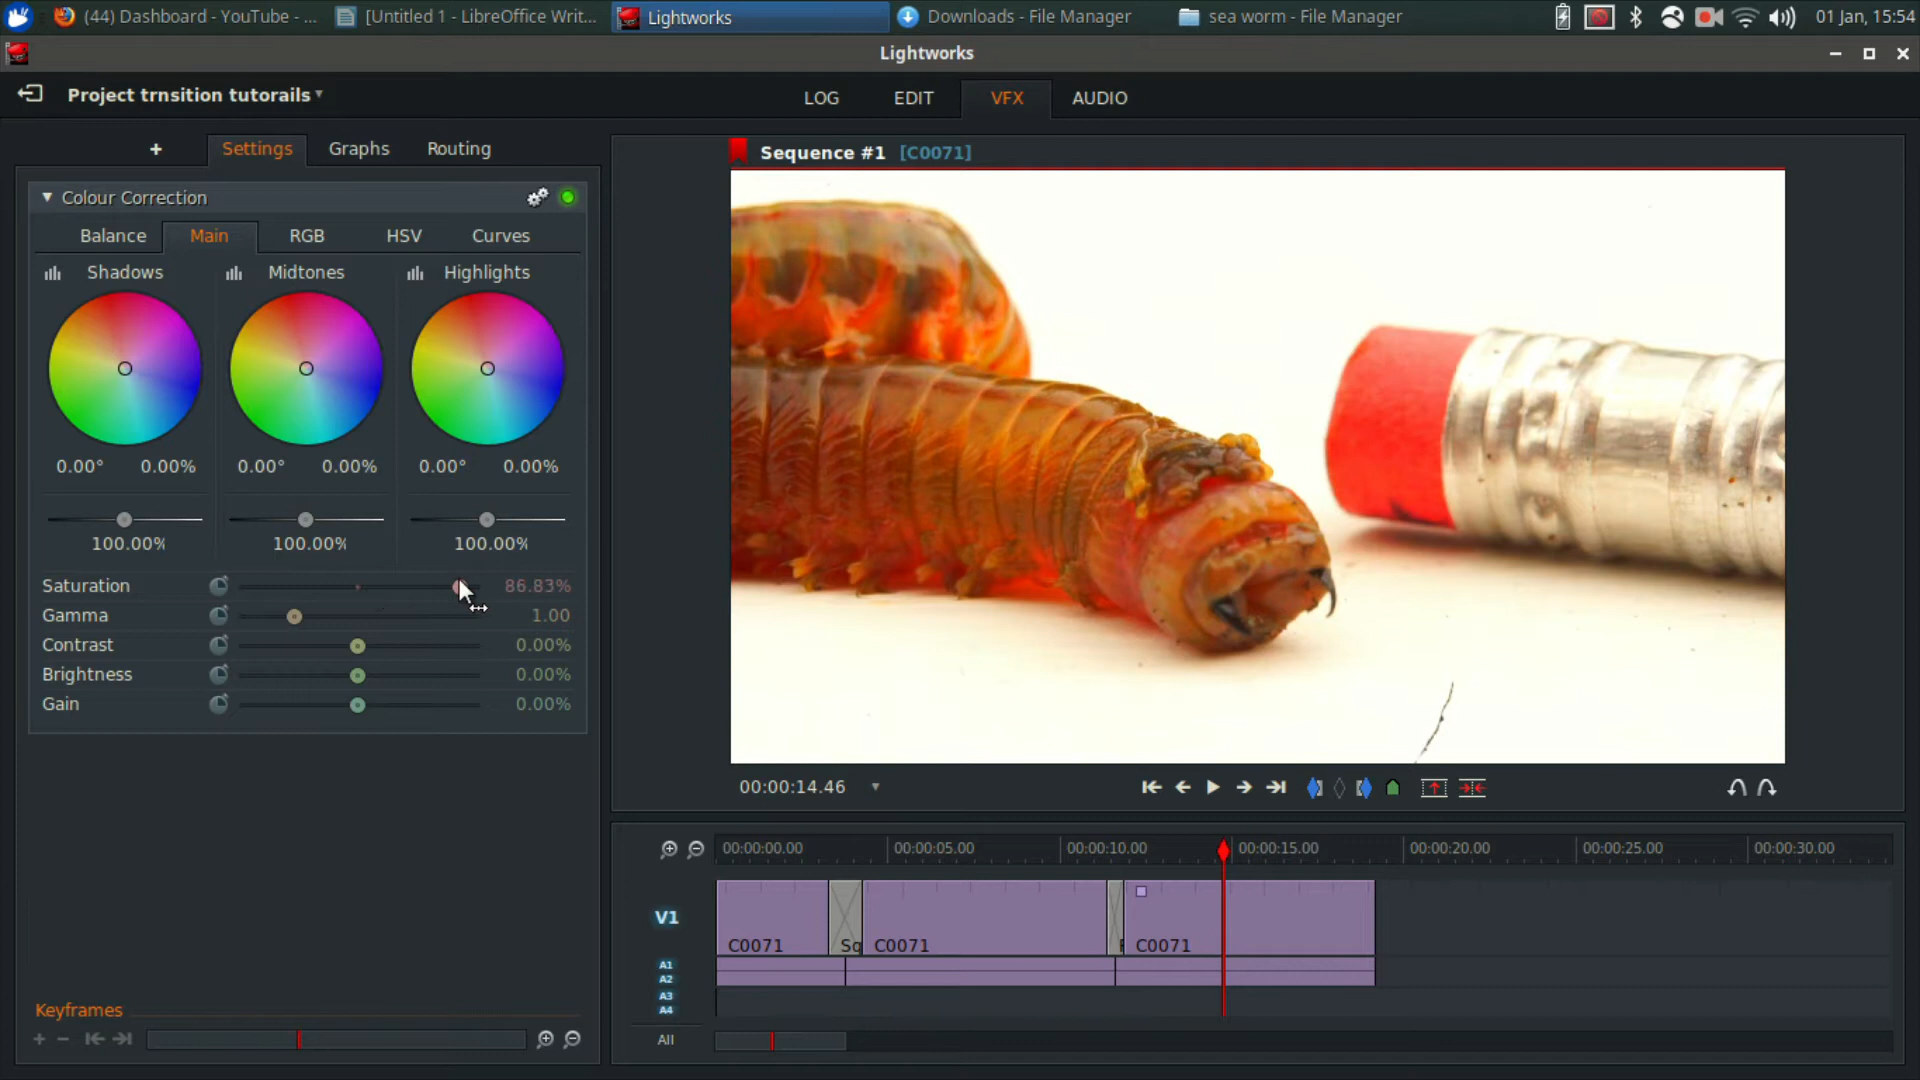 (44) Dashboard - YouTube - ...
[Untitled 1 - LibreOffice Writ...
Lightworks
Downloads - File Manager
sea worm - File Manager
01 Jan, 15:54
Lightworks
Project trnsition tutorails
LOG
EDIT
VFX
AUDIO
+
Settings
Graphs
Routing
Sequence #1 [C0071]
Colour Correction
Balance
Main
RGB
HSV
Curves
Shadows
Midtones
Highlights
0.00° 0.00%
0.00° 0.00%
0.00° 0.00%
100.00%
100.00%
100.00%
Saturation 86.83%
Gamma 1.00
Contrast 0.00%
Brightness 0.00%
Gain 0.00%
00:00:14.46
00:00:00.00
00:00:05.00
00:00:10.00
00:00:15.00
00:00:20.00
00:00:25.00
00:00:30.00
V1
C0071
Sq
C0071
C0071
A1
A2
A3
A4
All
Keyframes